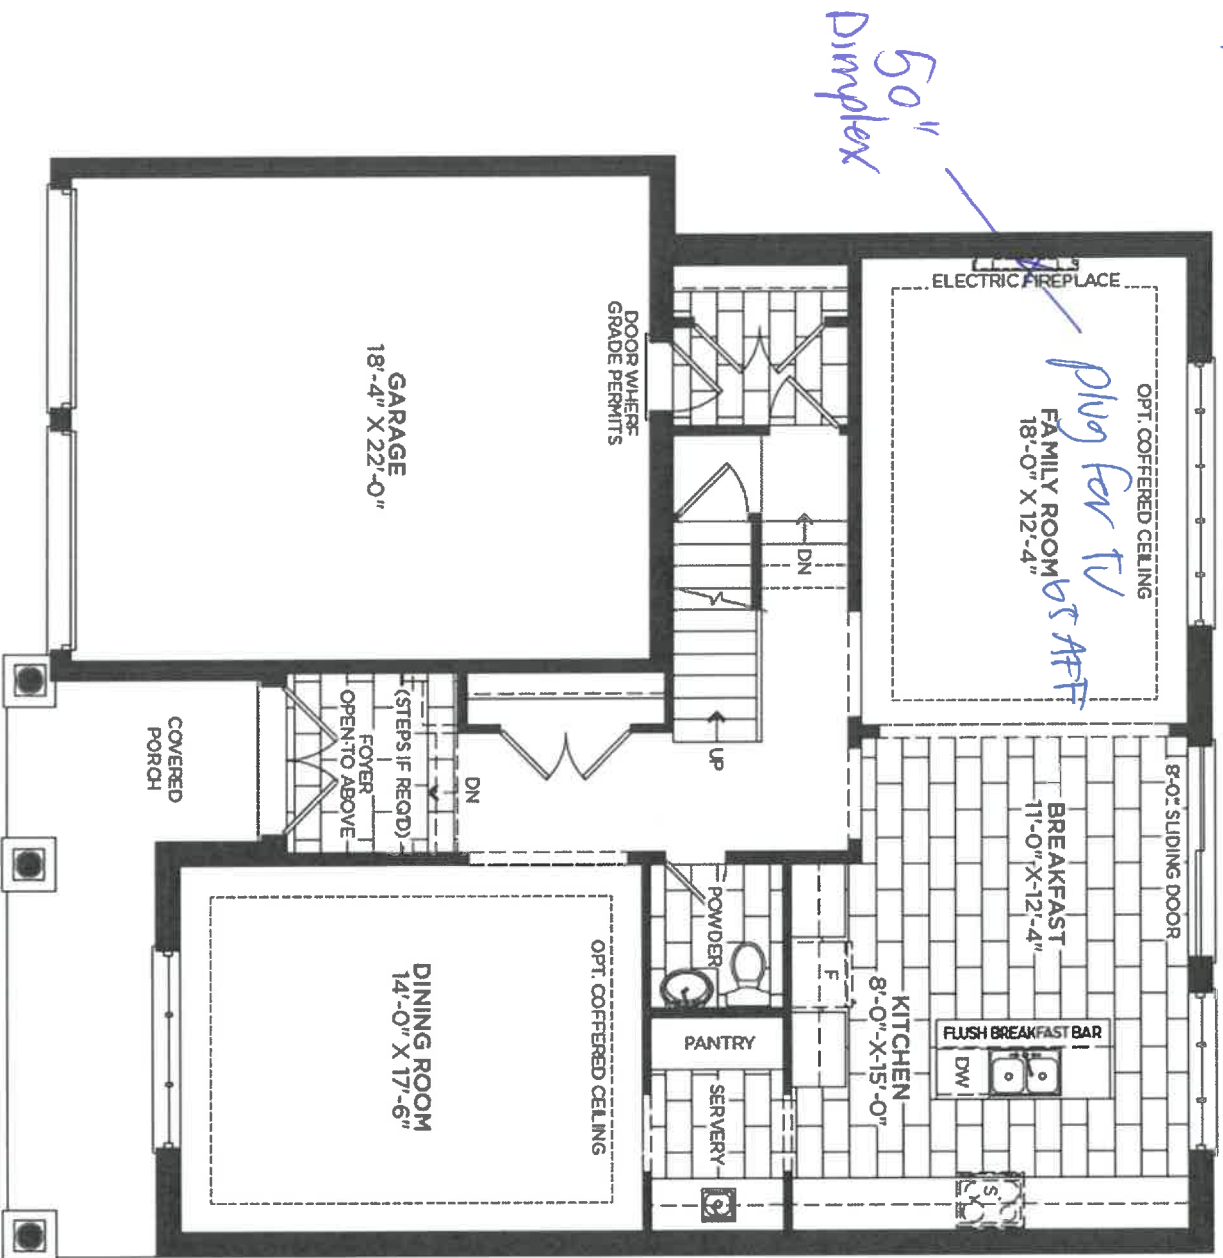 50"
Dimplex
ELECTRIC FIREPLACE
plug for TV
65 AFF
OPT. COFFERED CEILING
FAMILY ROOM
18'-0" X 12'-4"
8'-0" SLIDING DOOR
BREAKFAST
11'-0"-X-12'-4"
FLUSH BREAKFAST BAR
DW
KITCHEN
8'-0"-X-15'-0"
F
S
DOOR WHERE
GRADE PERMITS
GARAGE
18'-4" X 22'-0"
DN
UP
DN
(STEPS IF REQ'D)
FOYER
OPEN TO ABOVE
COVERED
PORCH
POWDER
PANTRY
SERVERY
OPT. COFFERED CEILING
DINING ROOM
14'-0" X 17'-6"